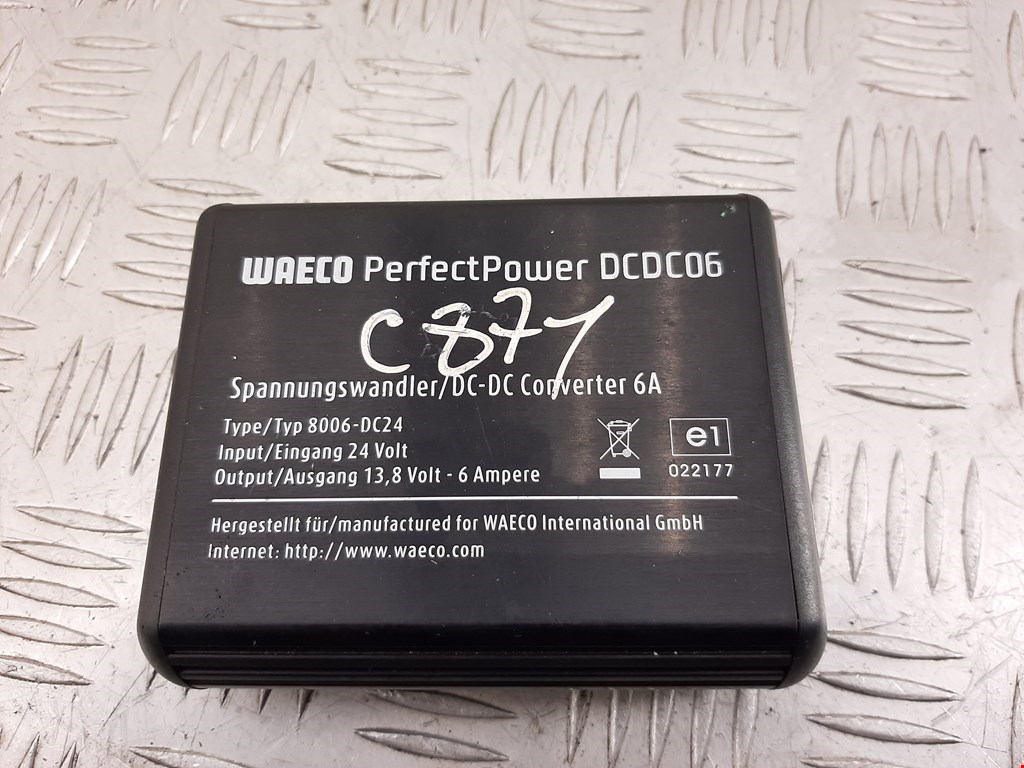 WAECO PerfectPower DCDC06
C 871
Spannungswandler/DC-DC Converter 6A
Type/Typ 8006-DC24
Input/Eingang 24 Volt
Output/Ausgang 13,8 Volt - 6 Ampere
e1
022177
Hergestellt für/manufactured for WAECO International GmbH
Internet: http://www.waeco.com